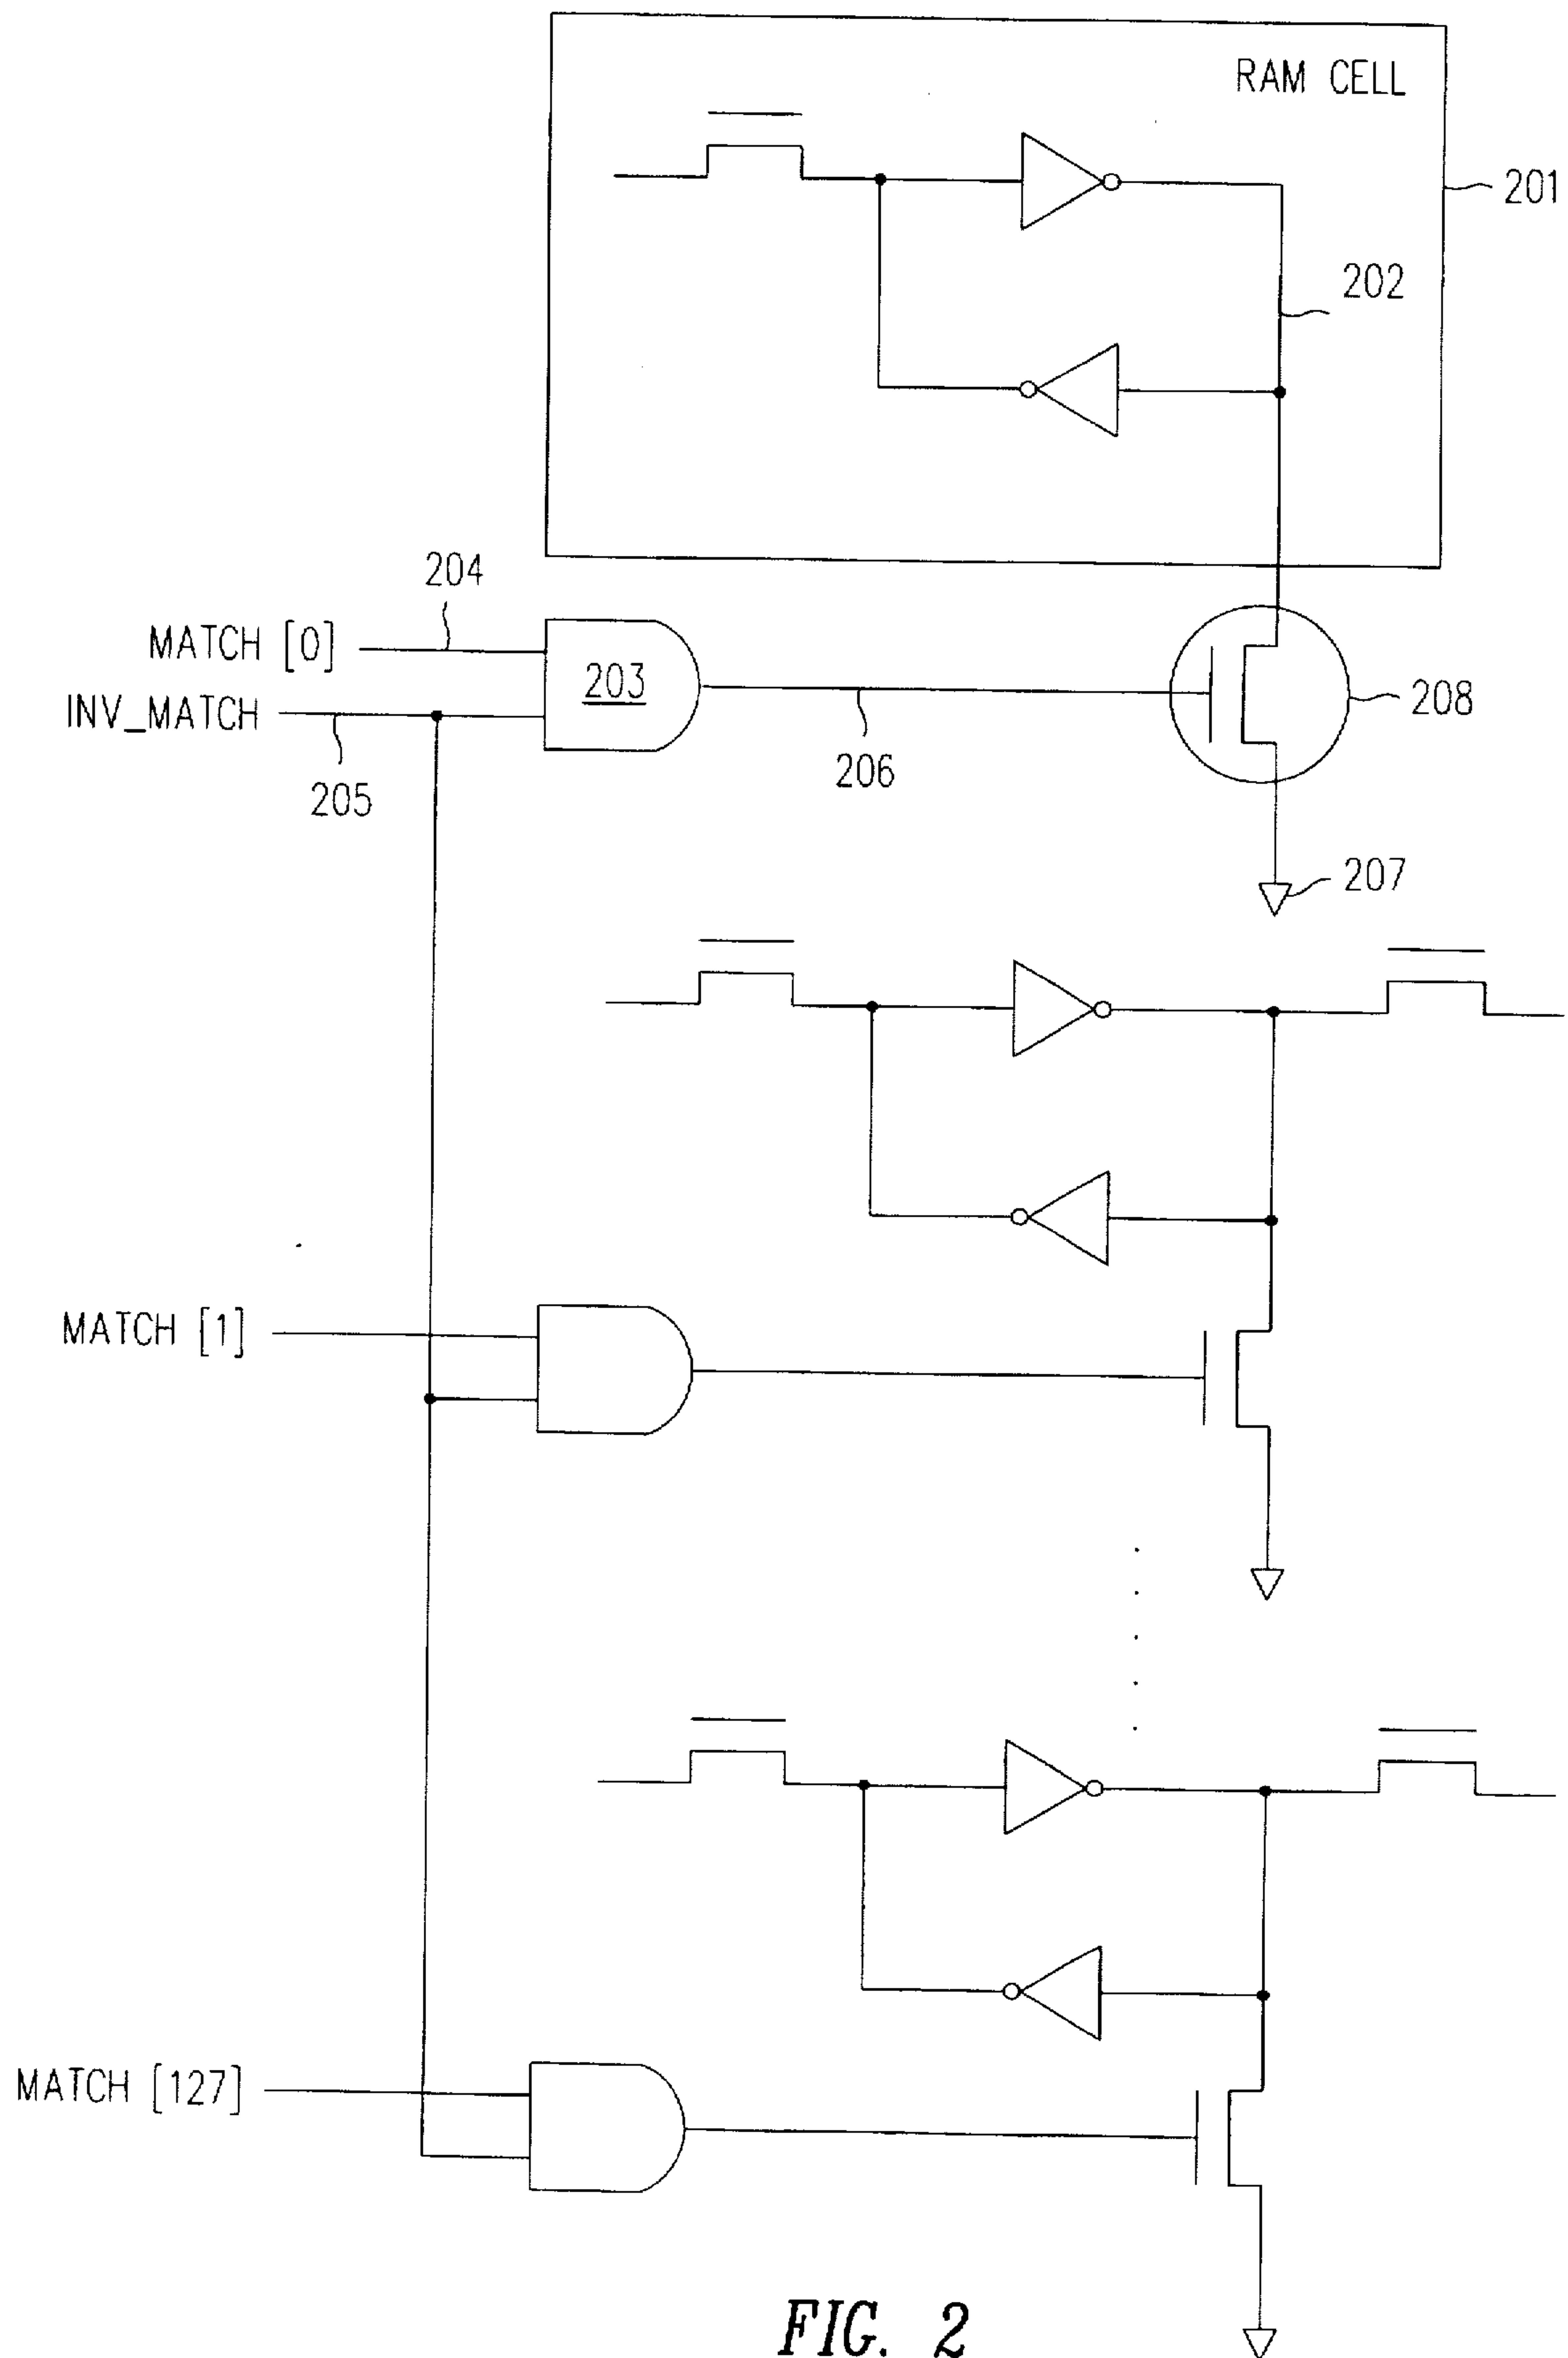 RAM CELL
201
202
204
MATCH [0]
203
INV_MATCH
208
205
206
207
MATCH [1]
MATCH [127]
FIG. 2